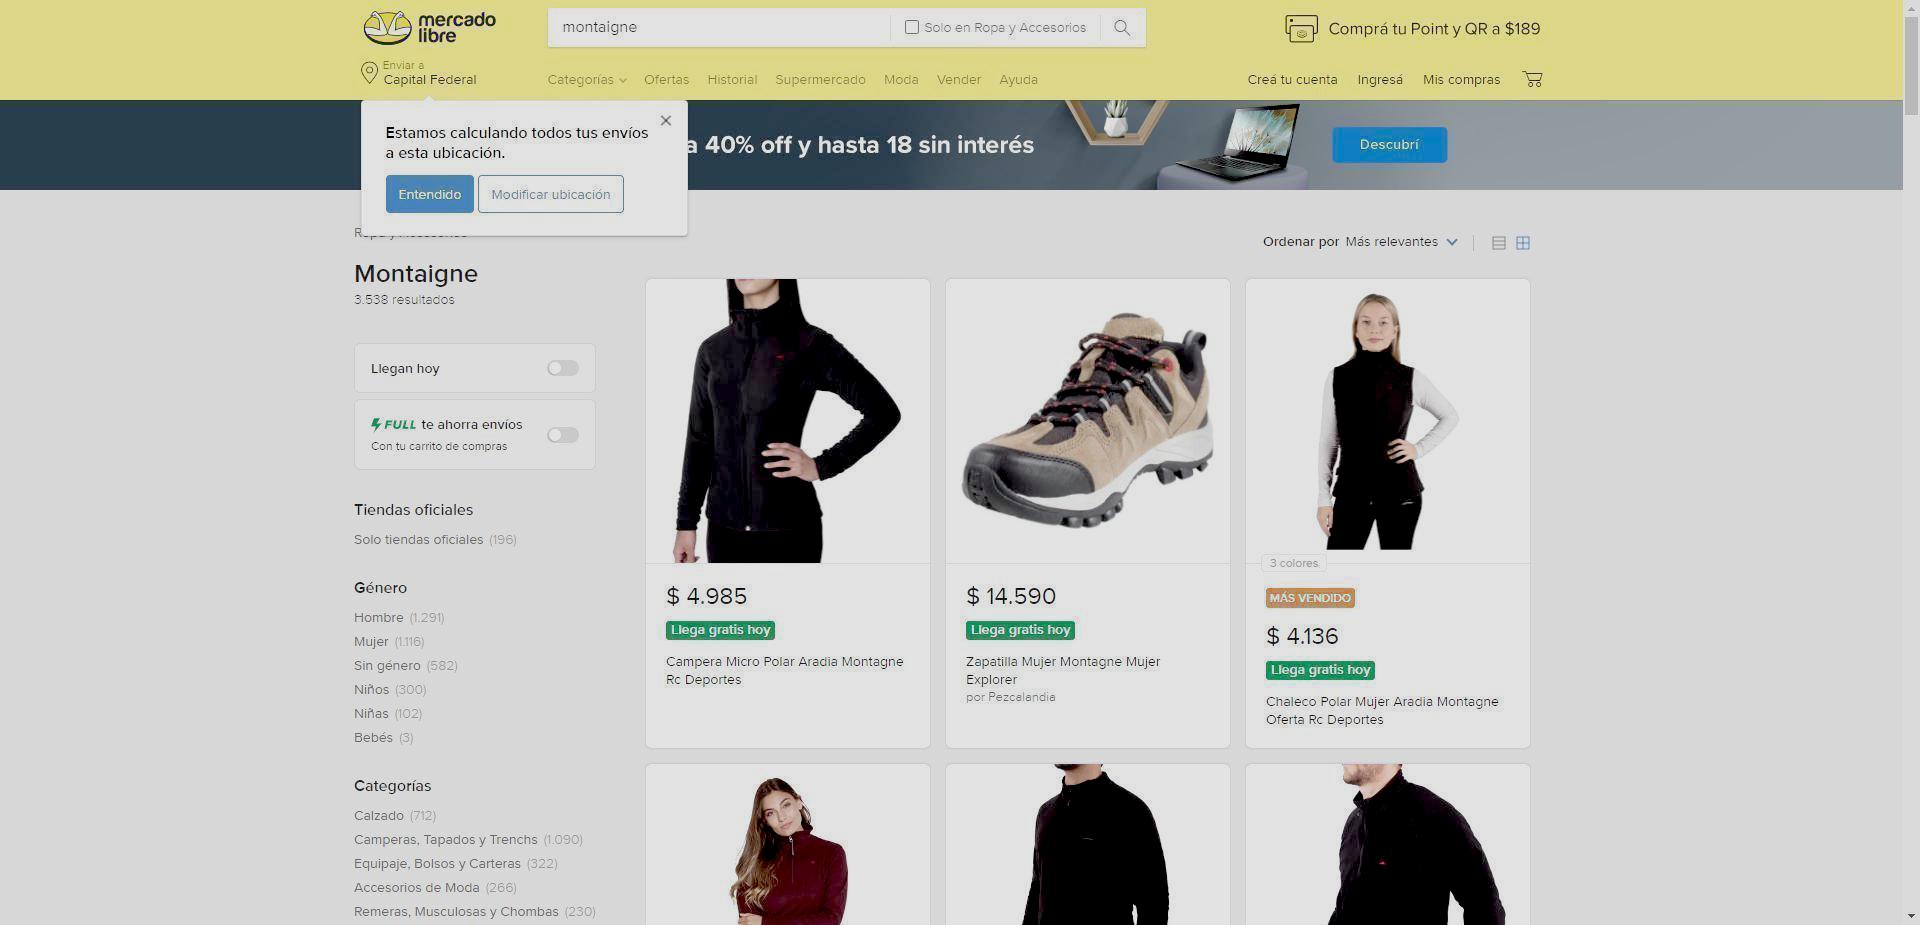 mercado
libre
montaigne
Solo en Ropa y Accesorios
Comprá tu Point y QR a $189
Enviar a
Capital Federal
Categorías
Ofertas
Historial
Supermercado
Moda
Vender
Ayuda
Creá tu cuenta
Ingresá
Mis compras
Estamos calculando todos tus envíos
a esta ubicación.
Entendido
Modificar ubicación
a 40% off y hasta 18 sin interés
Descubrí
Ordenar por Más relevantes
Montaigne
3.538 resultados
Llegan hoy
FULL te ahorra envíos
Con tu carrito de compras
Tiendas oficiales
Solo tiendas oficiales (196)
Género
Hombre (1.291)
Mujer (1.116)
Sin género (582)
Niños (300)
Niñas (102)
Bebés (3)
Categorías
Calzado (712)
Camperas, Tapados y Trenchs (1.090)
Equipaje, Bolsos y Carteras (322)
Accesorios de Moda (266)
Remeras, Musculosas y Chombas (230)
$ 4.985
Llega gratis hoy
Campera Micro Polar Aradia Montagne
Rc Deportes
$ 14.590
Llega gratis hoy
Zapatilla Mujer Montagne Mujer
Explorer
por Pezcalandia
3 colores
MÁS VENDIDO
$ 4.136
Llega gratis hoy
Chaleco Polar Mujer Aradia Montagne
Oferta Rc Deportes